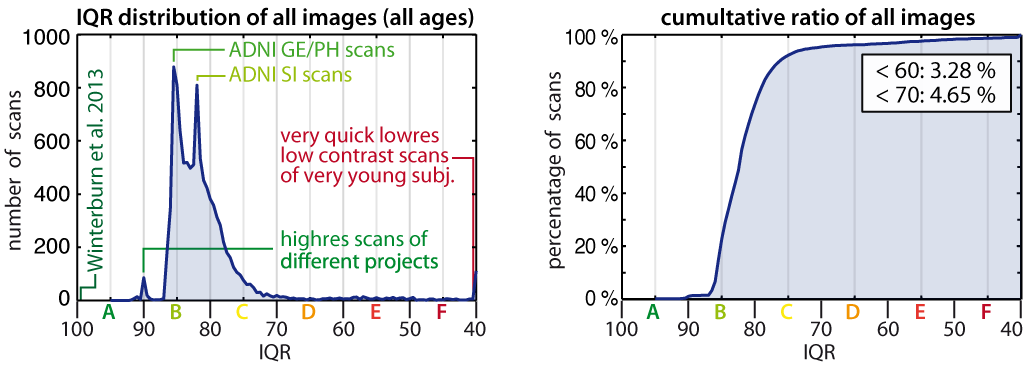 IQR distribution of all images (all ages)
number of scans
1000
800
600
400
200
0
Winterburn et al. 2013
ADNI GE/PH scans
ADNI SI scans
very quick lowres
low contrast scans
of very young subj.
highres scans of
different projects
A B C D E F
100 90 80 70 60 50 40
IQR
cumultative ratio of all images
percenatage of scans
100 %
80 %
60 %
40 %
20 %
0 %
< 60: 3.28 %
< 70: 4.65 %
A B C D E F
100 90 80 70 60 50 40
IQR